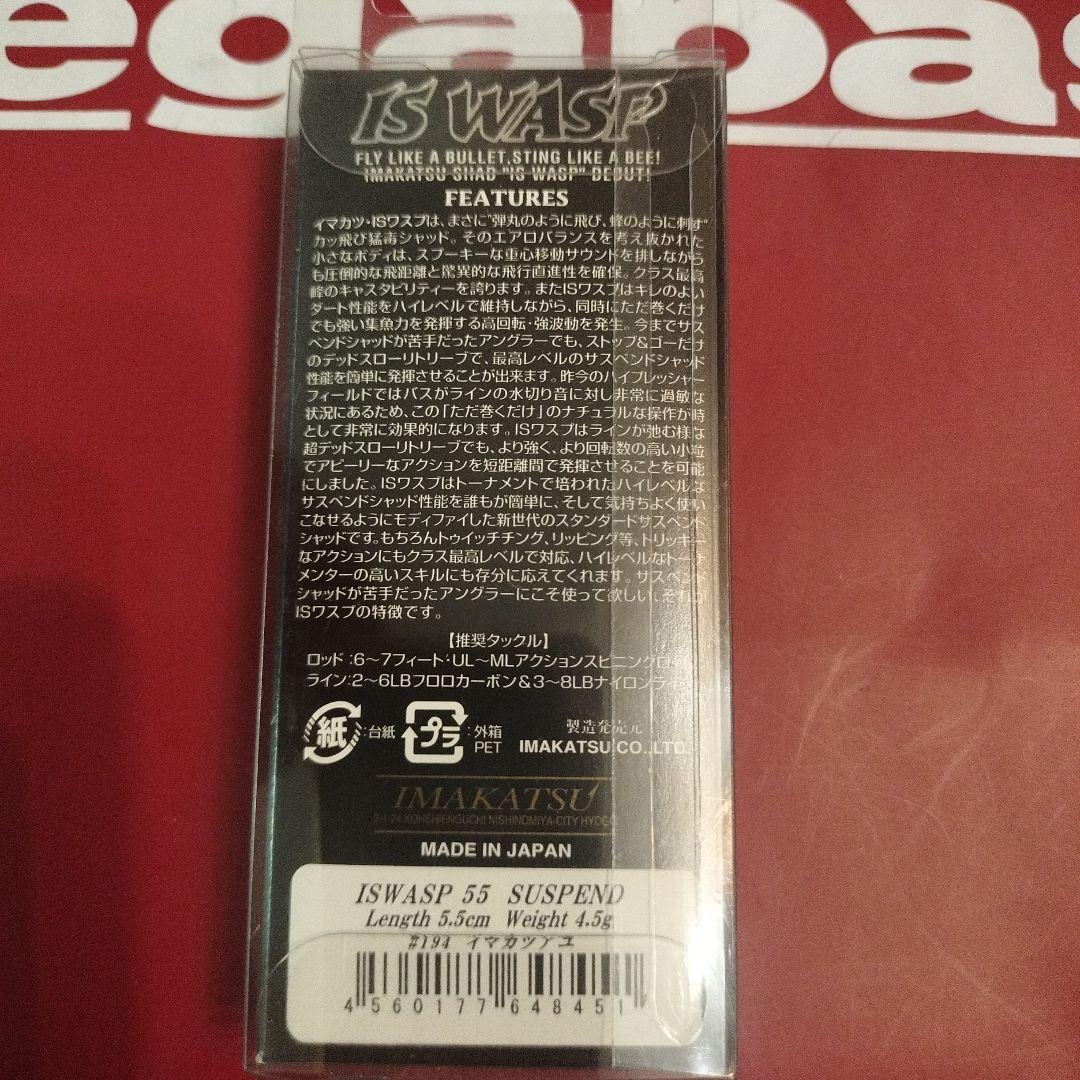 egabass
IS WASP
FLY LIKE A BULLET, STING LIKE A BEE!
IMAKATSU SHAD "IS WASP" DEBUT!
FEATURES
イマカツ・ISワスプは、まさに"弾丸のように飛び、蜂のように刺す"
カッ飛び猛毒シャッド。そのエアロバランスを考え抜かれた
小さなボディは、スプーキーな重心移動サウンドを排しながら
も圧倒的な飛距離と驚異的な飛行直進性を確保。クラス最高
峰のキャスタビリティーを誇ります。またISワスプはキレのよい
ダート性能をハイレベルで維持しながら、同時にただ巻くだけ
でも強い集魚力を発揮する高回転・強波動を発生。今までサス
ペンドシャッドが苦手だったアングラーでも、ストップ&ゴーだけ
のデッドスローリトリーブで、最高レベルのサスペンドシャッド
性能を簡単に発揮させることが出来ます。昨今のハイプレッシャー
フィールドではバスがラインの水切り音に対し非常に過敏な
状況にあるため、この「ただ巻くだけ」のナチュラルな操作が時
として非常に効果的になります。ISワスプはラインが弛む様な
超デッドスローリトリーブでも、より強く、より回転数の高い小粒
でアピーリーなアクションを短距離間で発揮させることを可能
にしました。ISワスプはトーナメントで培われたハイレベルな
サスペンドシャッド性能を誰もが簡単に、そして気持ちよく使い
こなせるようにモディファイした新世代のスタンダードサスペンド
シャッドです。もちろんトゥイッチチング、リッピング等、トリッキー
なアクションにもクラス最高レベルで対応、ハイレベルなトーナ
メンターの高いスキルにも存分に応えてくれます。サスペンド
シャッドが苦手だったアングラーにこそ使って欲しい、それが
ISワスプの特徴です。
【推奨タックル】
ロッド:6〜7フィート・UL〜MLアクションスピニングロ
ライン:2〜6LBフロロカーボン&3〜8LBナイロンライ
紙 :台紙 プラ :外箱 PET
製造発売元
IMAKATSU CO.,LTD.
IMAKATSU
2-1-24 KOHSHIENGUCHI NISHINOMIYA-CITY HYOGO
MADE IN JAPAN
ISWASP 55 SUSPEND
Length 5.5cm Weight 4.5g
#194 イマカツアユ
4 560177 648451